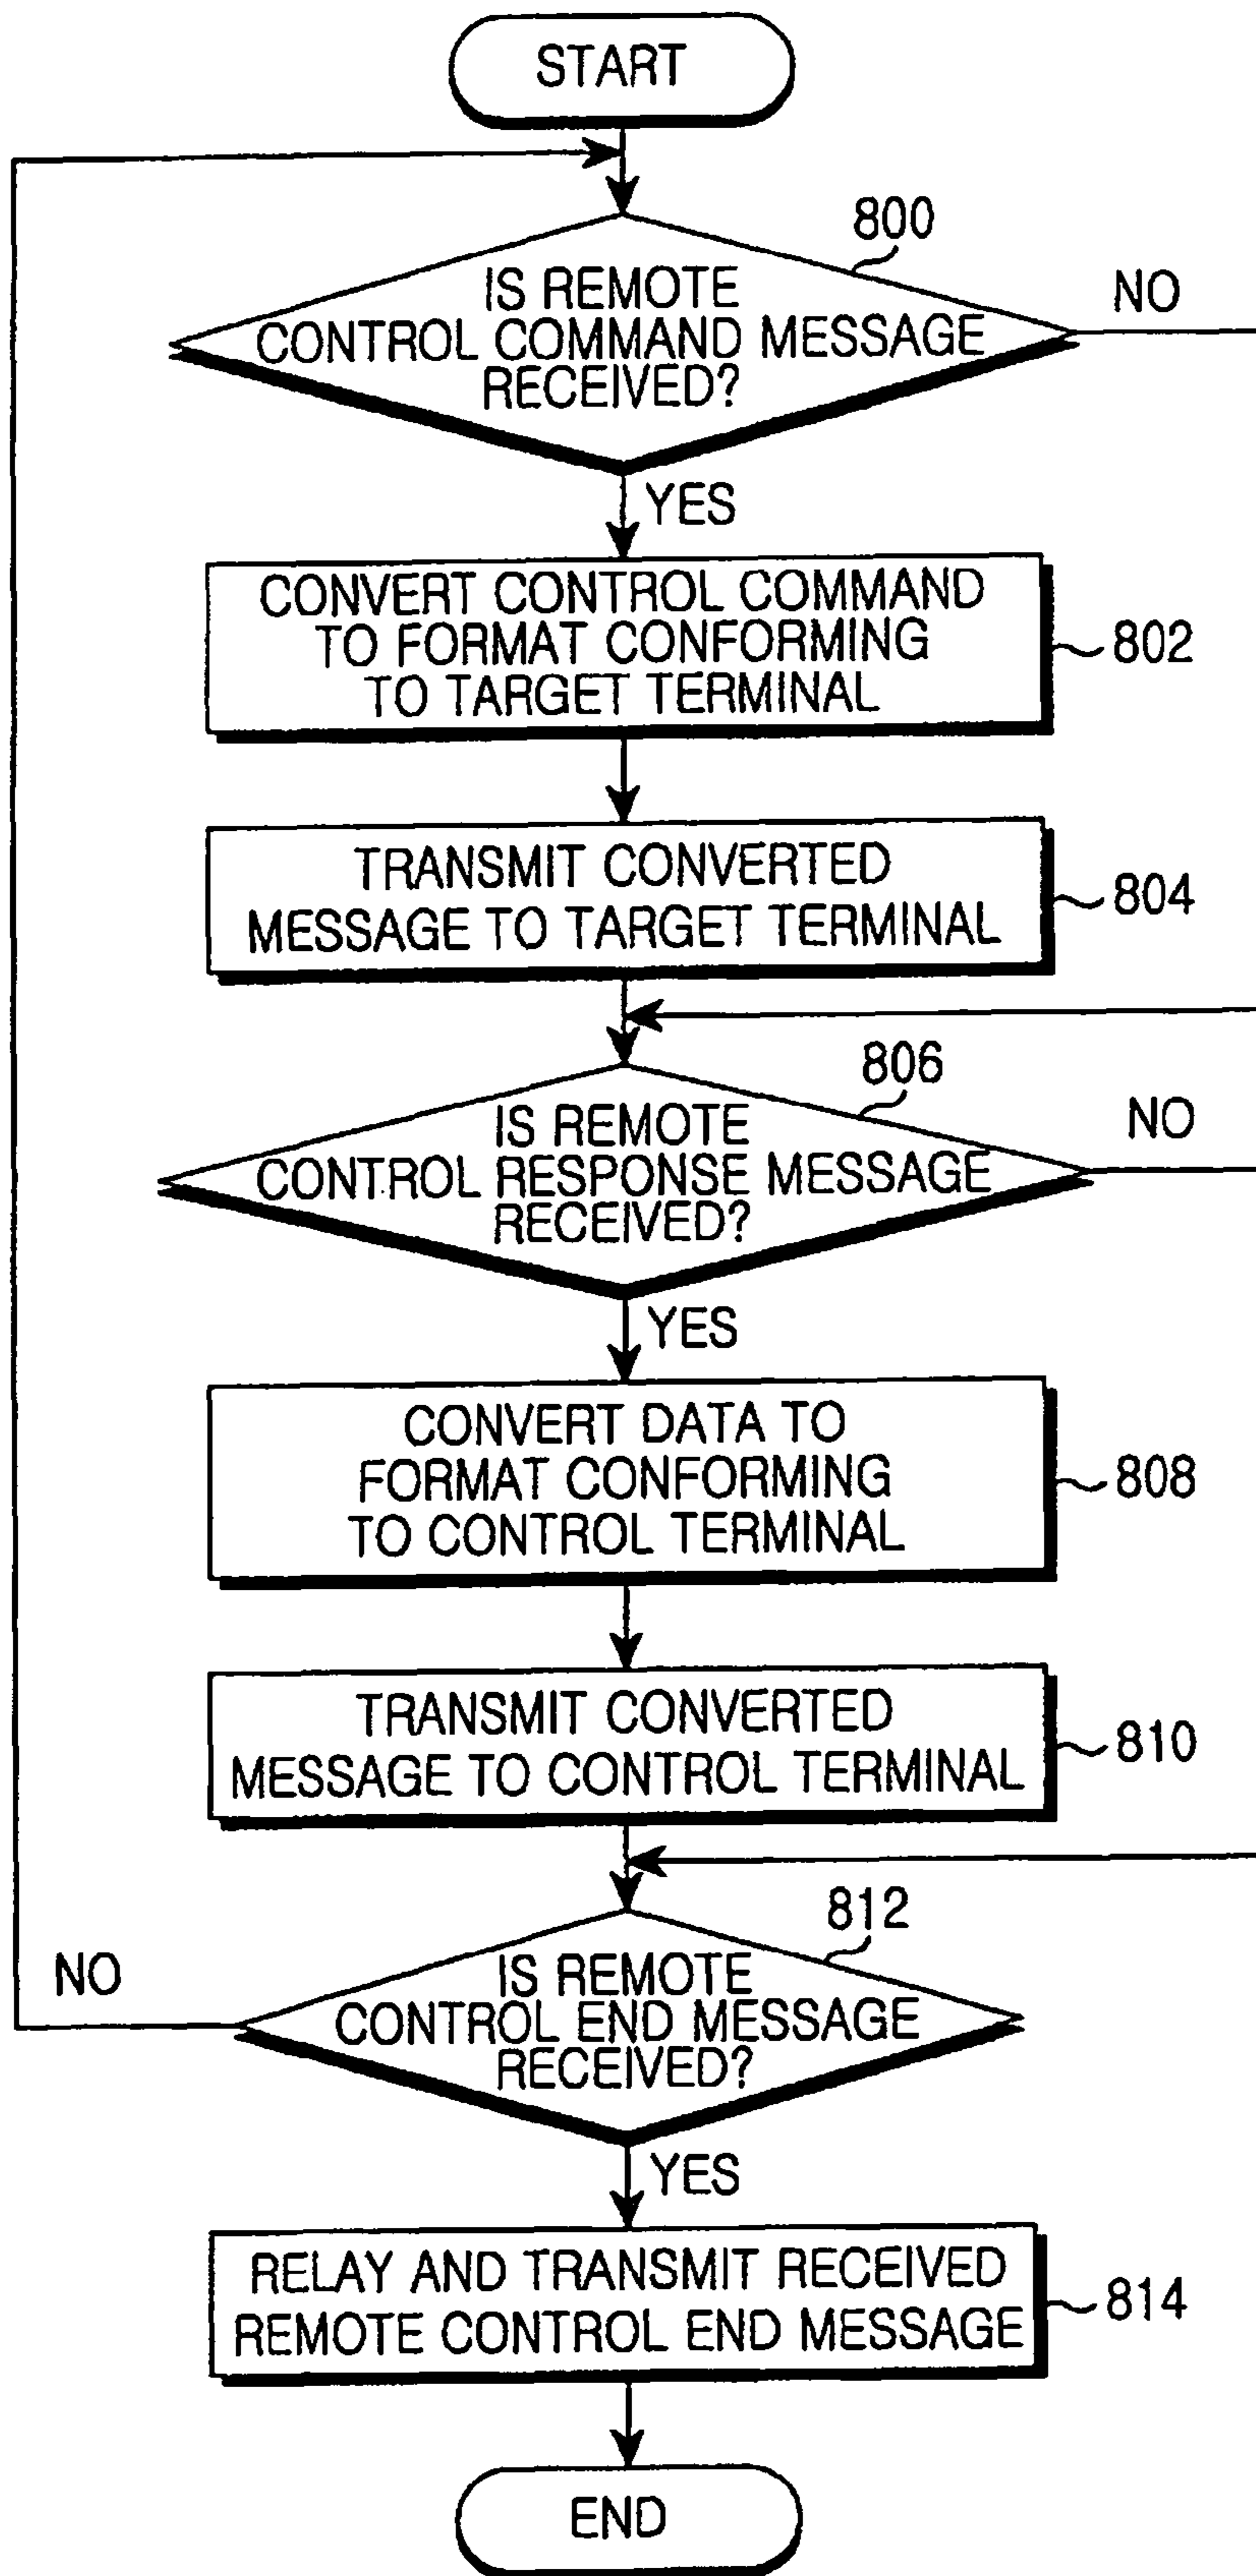 START
800
IS REMOTE
CONTROL COMMAND MESSAGE
RECEIVED?
NO
YES
CONVERT CONTROL COMMAND
TO FORMAT CONFORMING
TO TARGET TERMINAL
802
TRANSMIT CONVERTED
MESSAGE TO TARGET TERMINAL
804
806
IS REMOTE
CONTROL RESPONSE MESSAGE
RECEIVED?
NO
YES
CONVERT DATA TO
FORMAT CONFORMING
TO CONTROL TERMINAL
808
TRANSMIT CONVERTED
MESSAGE TO CONTROL TERMINAL
810
812
NO
IS REMOTE
CONTROL END MESSAGE
RECEIVED?
YES
RELAY AND TRANSMIT RECEIVED
REMOTE CONTROL END MESSAGE
814
END